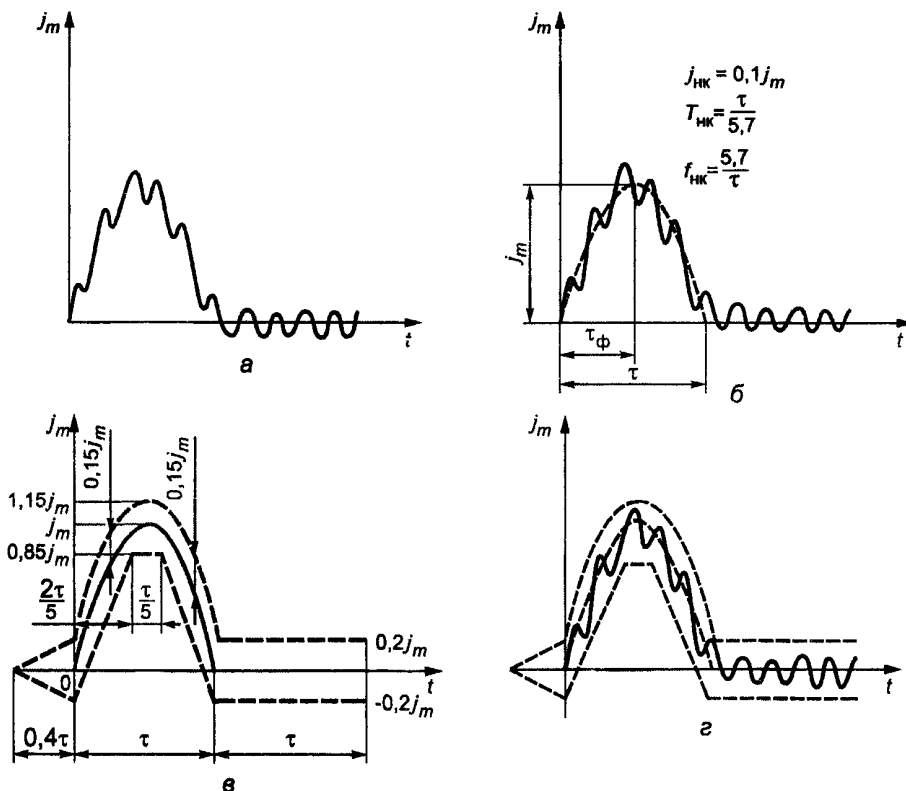 j_m
t
а
j_m
j_нк = 0,1j_m
T_нк = τ/5,7
f_нк = 5,7/τ
j_m
τ_ф
τ
t
б
j_m
0,15j_m
0,15j_m
1,15j_m
j_m
0,85j_m
2τ/5
τ/5
0,2j_m
0
t
-0,2j_m
0,4τ
τ
τ
в
j_m
t
г